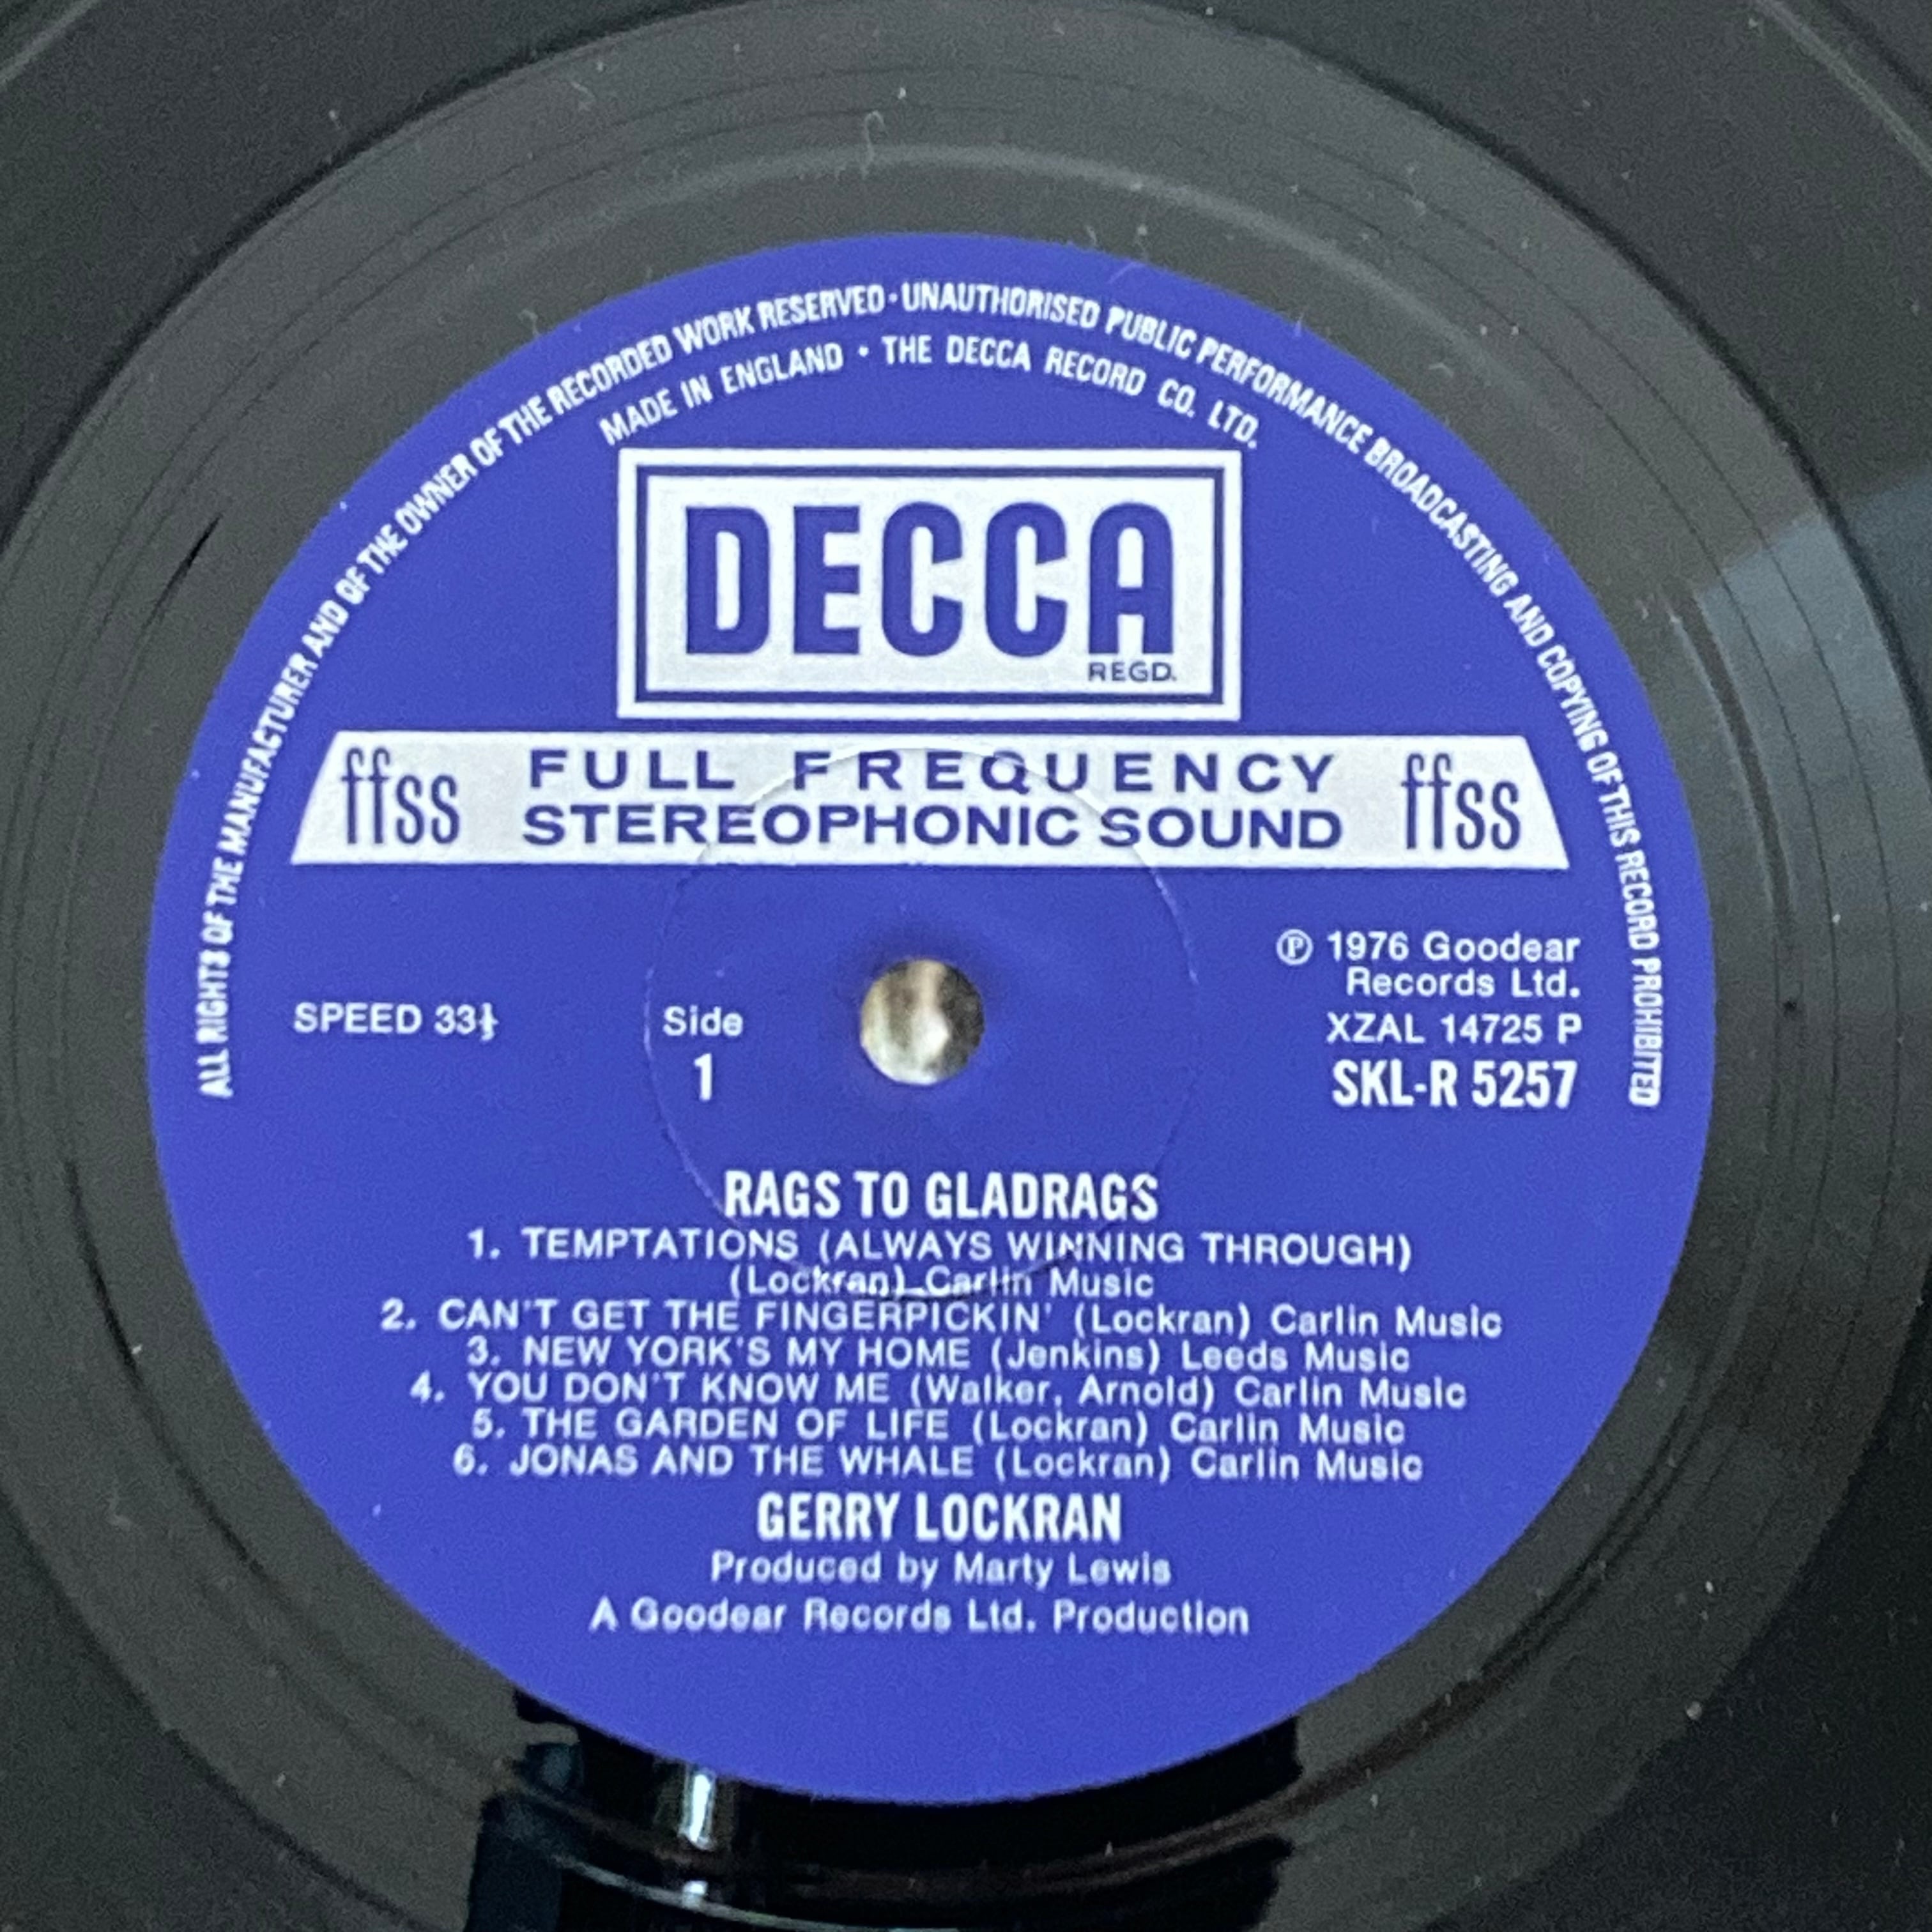 ALL RIGHTS OF THE MANUFACTURER AND OF THE OWNER OF THE RECORDED WORK RESERVED · UNAUTHORISED PUBLIC PERFORMANCE BROADCASTING AND COPYING OF THIS RECORD PROHIBITED
MADE IN ENGLAND · THE DECCA RECORD CO. LTD.
DECCA
REGD.
ffss FULL FREQUENCY STEREOPHONIC SOUND ffss
℗ 1976 Goodear
Records Ltd.
SPEED 33⅓
Side
1
XZAL 14725 P
SKL-R 5257
RAGS TO GLADRAGS
1. TEMPTATIONS (ALWAYS WINNING THROUGH)
(Lockran) Carlin Music
2. CAN'T GET THE FINGERPICKIN' (Lockran) Carlin Music
3. NEW YORK'S MY HOME (Jenkins) Leeds Music
4. YOU DON'T KNOW ME (Walker, Arnold) Carlin Music
5. THE GARDEN OF LIFE (Lockran) Carlin Music
6. JONAS AND THE WHALE (Lockran) Carlin Music
GERRY LOCKRAN
Produced by Marty Lewis
A Goodear Records Ltd. Production